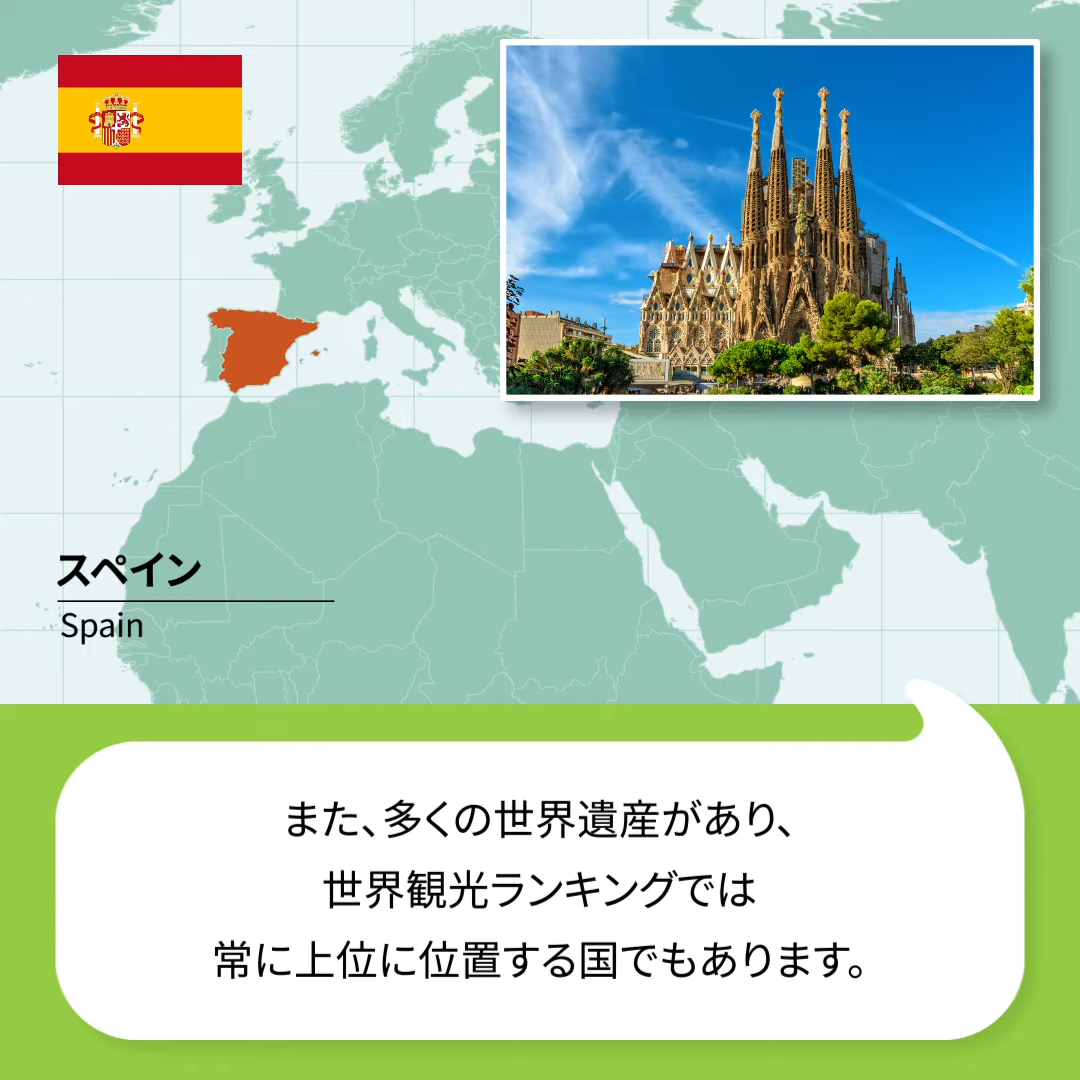 スペイン
Spain
また、多くの世界遺産があり、
世界観光ランキングでは
常に上位に位置する国でもあります。